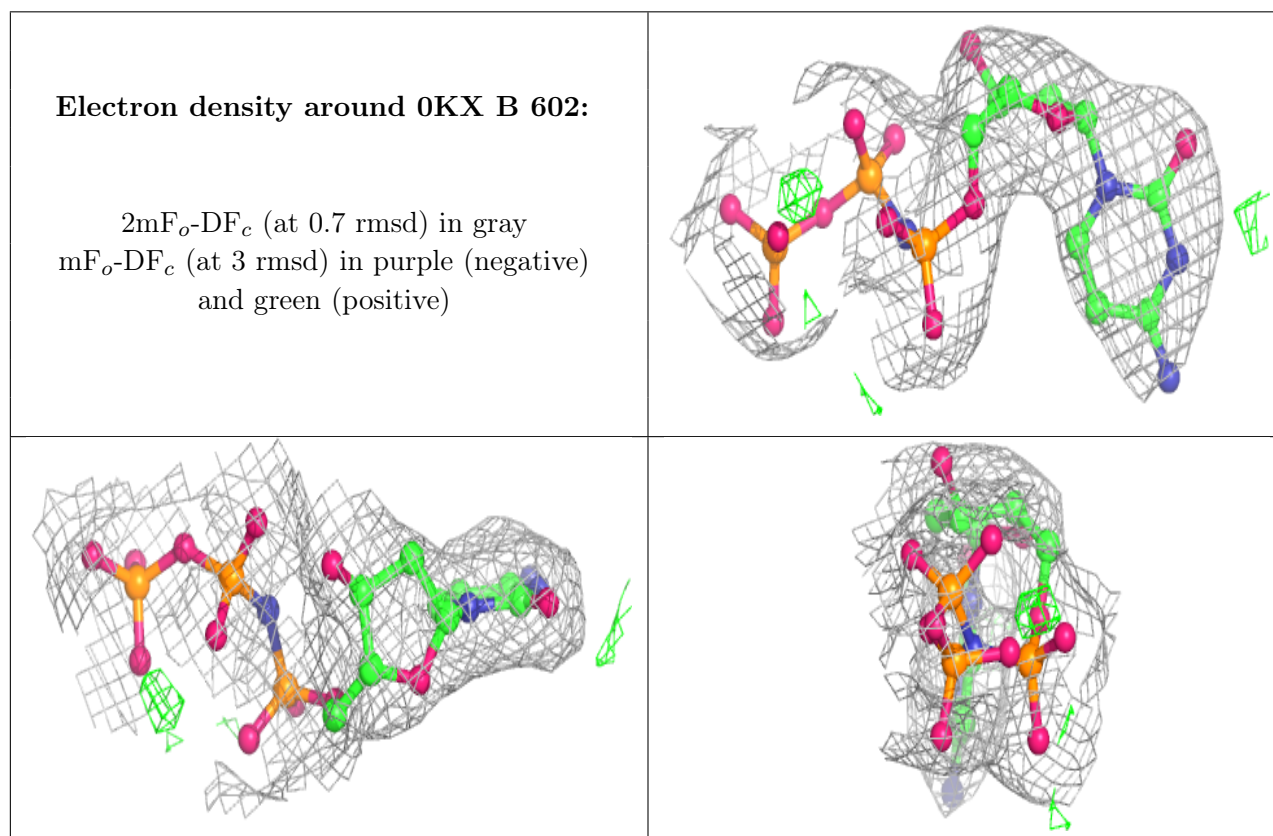 Electron density around 0KX B 602:
2mFo-DFc (at 0.7 rmsd) in gray
mFo-DFc (at 3 rmsd) in purple (negative)
and green (positive)